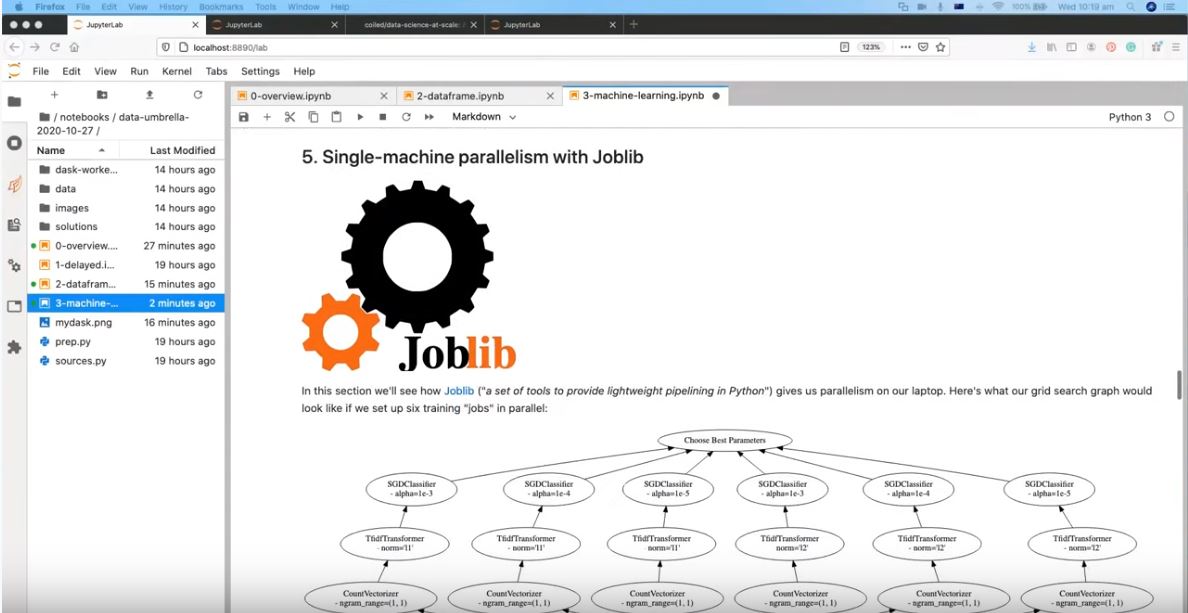 Firefox File Edit View History Bookmarks Tools Window Help 100% Wed 10:19 am
JupyterLab JupyterLab coiled/data-science-at-scale: JupyterLab
localhost:8890/lab 123%
File Edit View Run Kernel Tabs Settings Help
0-overview.ipynb 2-dataframe.ipynb 3-machine-learning.ipynb
Markdown Python 3
/ notebooks / data-umbrella-
2020-10-27 /
Name Last Modified
dask-worke... 14 hours ago
data 14 hours ago
images 14 hours ago
solutions 14 hours ago
0-overview.... 27 minutes ago
1-delayed.i... 19 hours ago
2-datafram... 15 minutes ago
3-machine-... 2 minutes ago
mydask.png 16 minutes ago
prep.py 19 hours ago
sources.py 19 hours ago
5. Single-machine parallelism with Joblib
Joblib
In this section we'll see how Joblib ("a set of tools to provide lightweight pipelining in Python") gives us parallelism on our laptop. Here's what our grid search graph would
look like if we set up six training "jobs" in parallel:
Choose Best Parameters
SGDClassifier SGDClassifier SGDClassifier SGDClassifier SGDClassifier SGDClassifier
- alpha=1e-3 - alpha=1e-4 - alpha=1e-5 - alpha=1e-3 - alpha=1e-4 - alpha=1e-5
TfidfTransformer TfidfTransformer TfidfTransformer TfidfTransformer TfidfTransformer TfidfTransformer
- norm='l1' - norm='l1' norm='l1' - norm='l2' - norm='l2' - norm='l2'
CountVectorizer CountVectorizer CountVectorizer CountVectorizer CountVectorizer CountVectorizer
- ngram_range=(1, 1) - ngram_range=(1, 1) - ngram_range=(1, 1) - ngram_range=(1, 1) - ngram_range=(1, 1) - ngram_range=(1, 1)